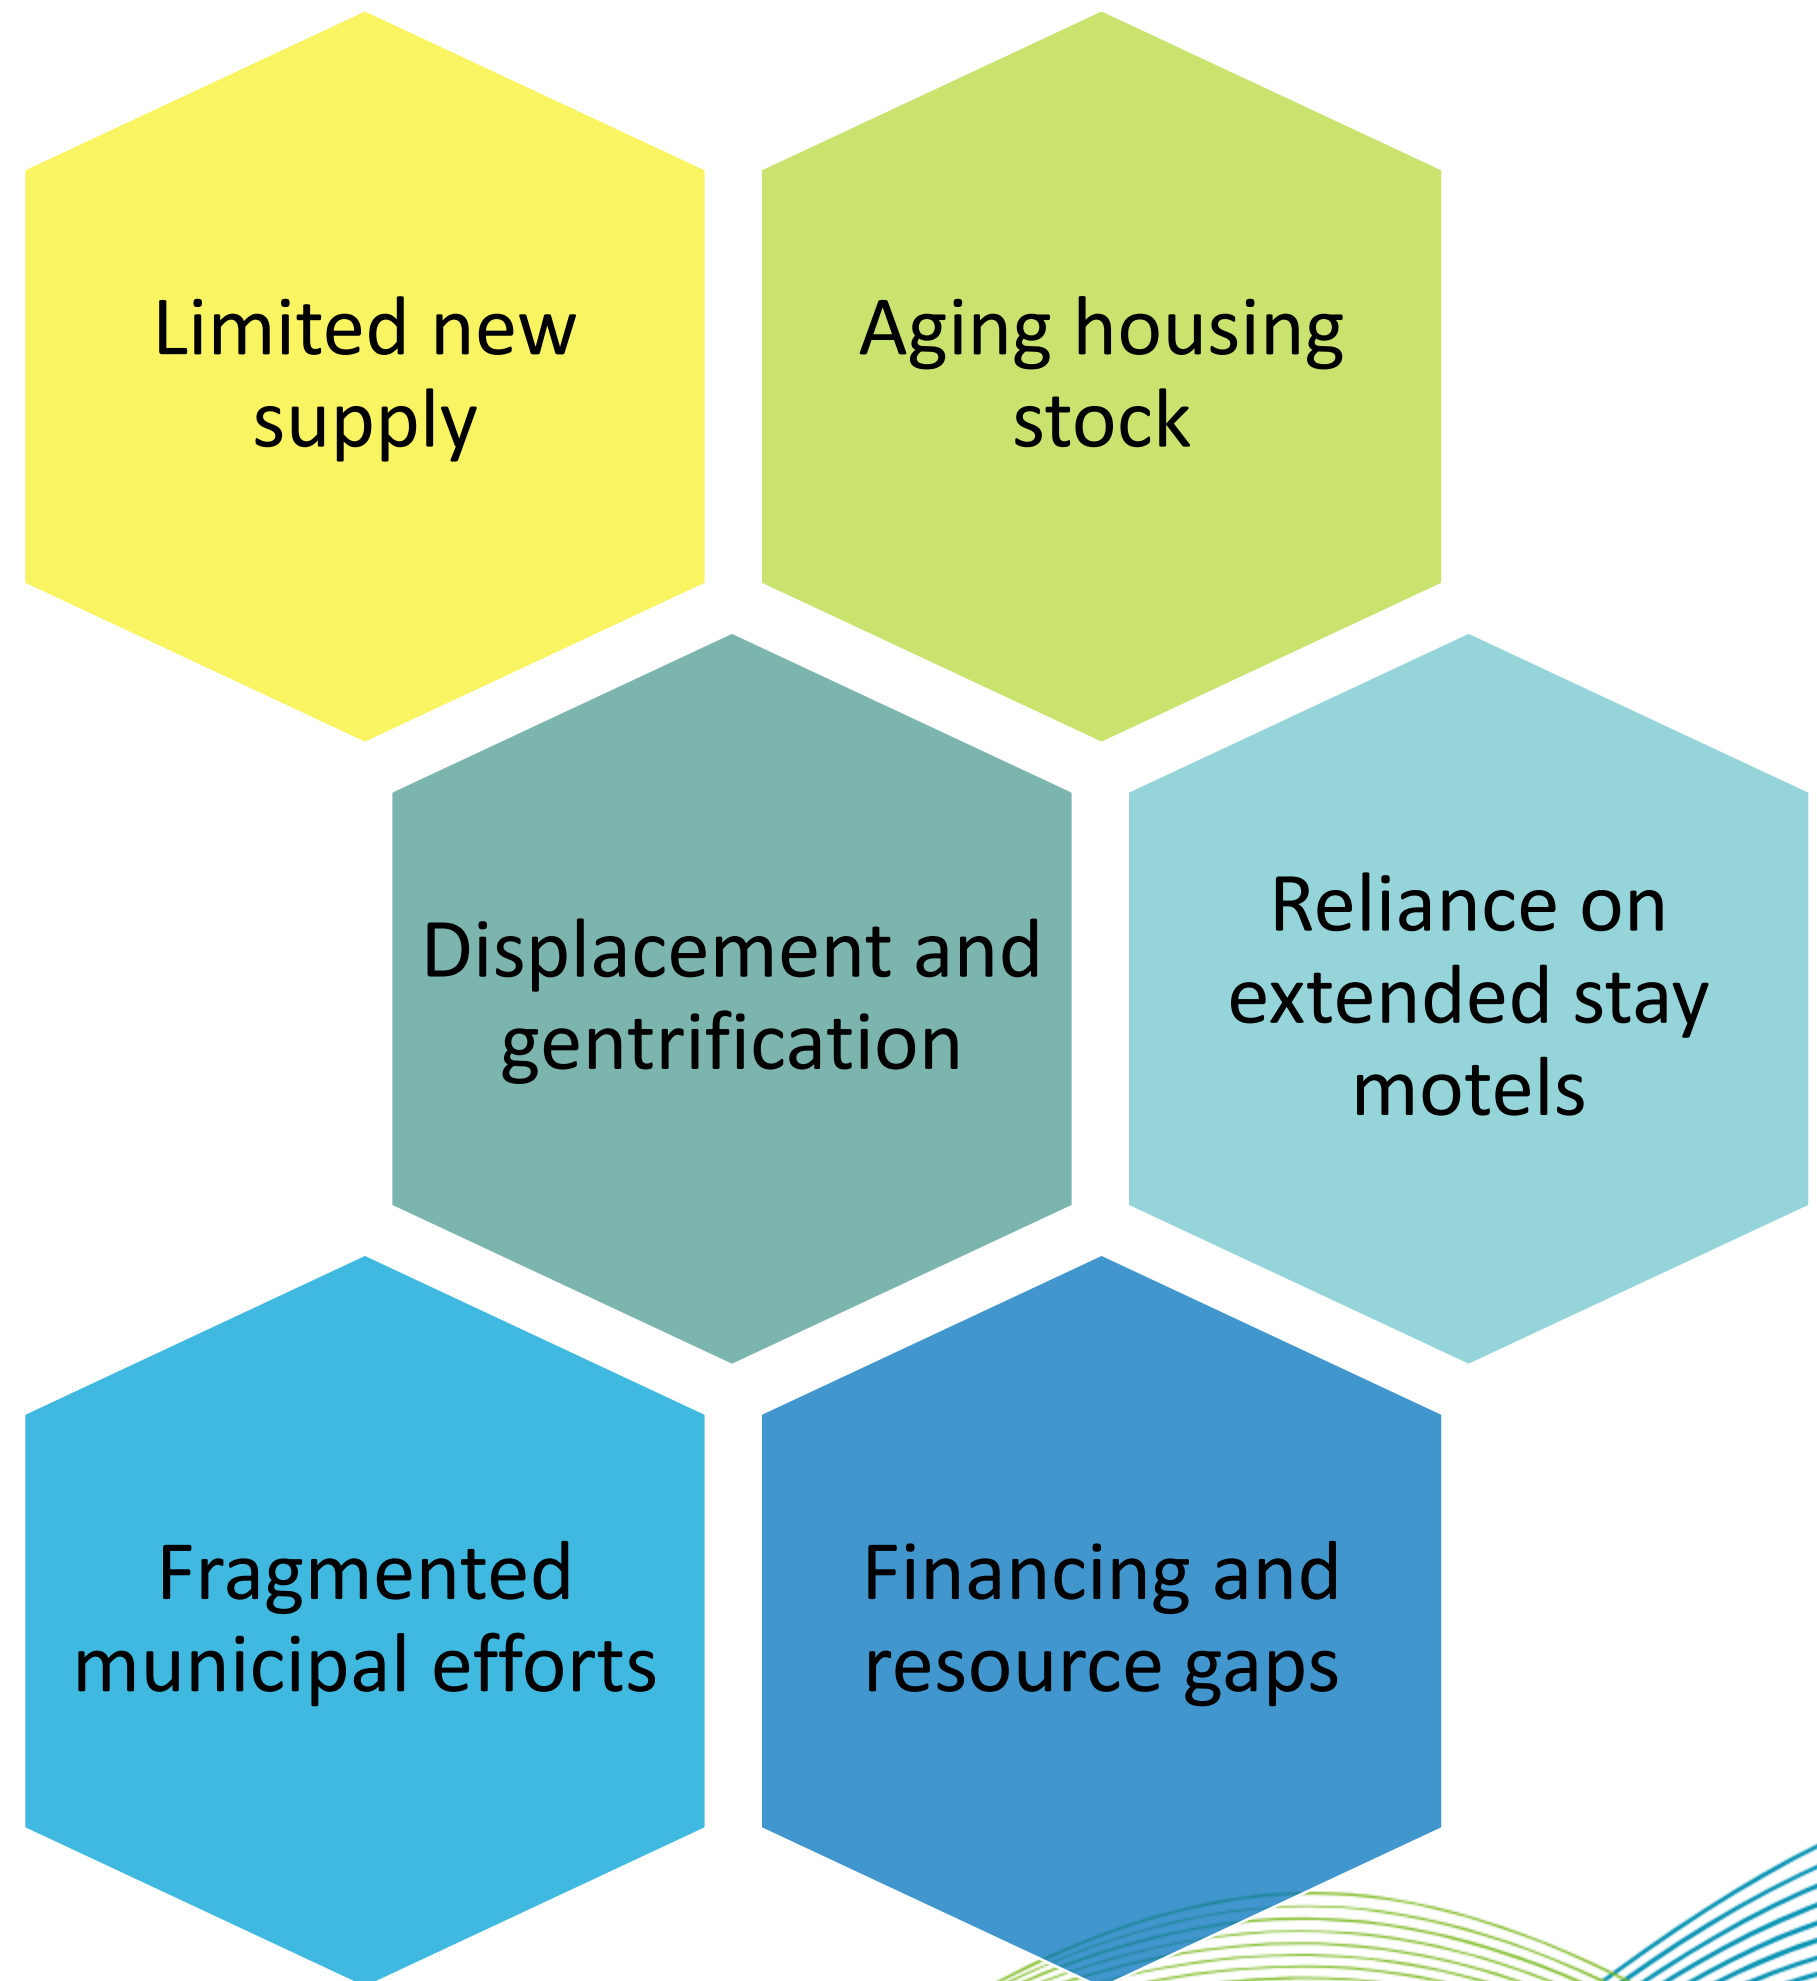 Limited new
supply
Aging housing
stock
Displacement and
gentrification
Reliance on
extended stay
motels
Fragmented
municipal efforts
Financing and
resource gaps